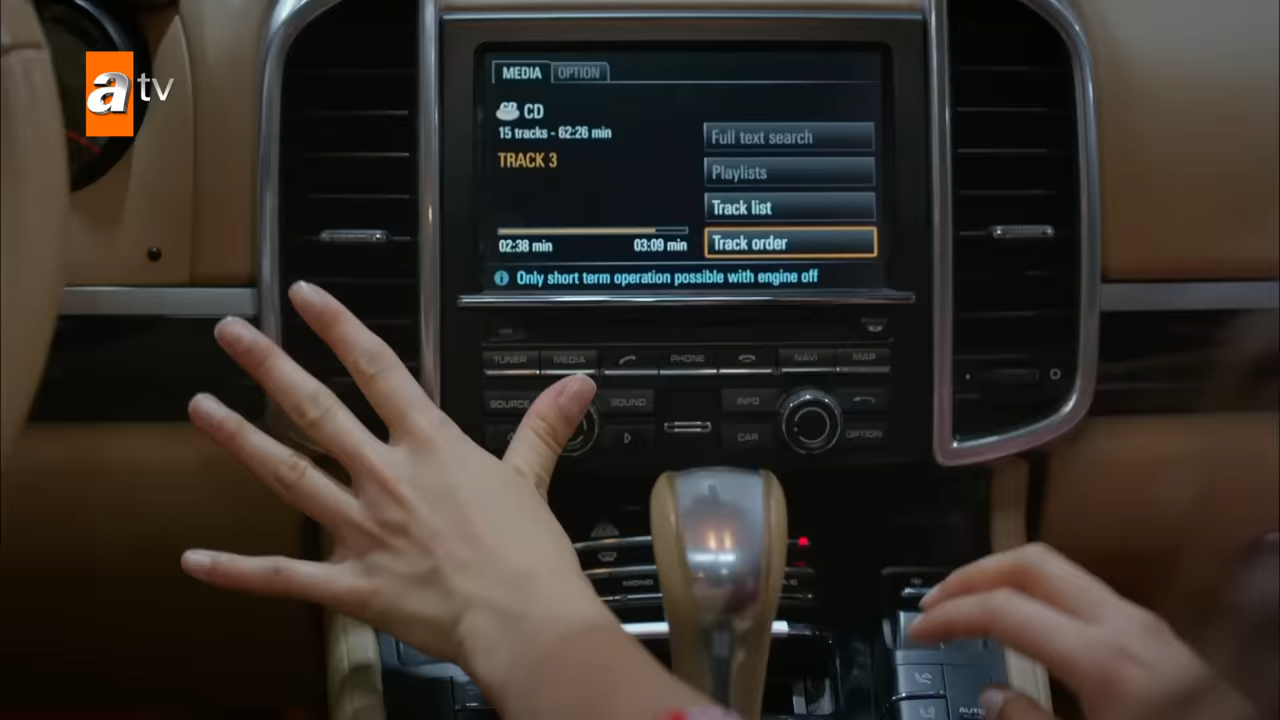 atv
MEDIA OPTION
CD
15 tracks - 62:26 min
TRACK 3
Full text search
Playlists
Track list
Track order
02:38 min 03:09 min
Only short term operation possible with engine off
TUNER MEDIA PHONE NAVI MAP
SOURCE SOUND INFO
CAR OPTION
MONO A/C
AUTO